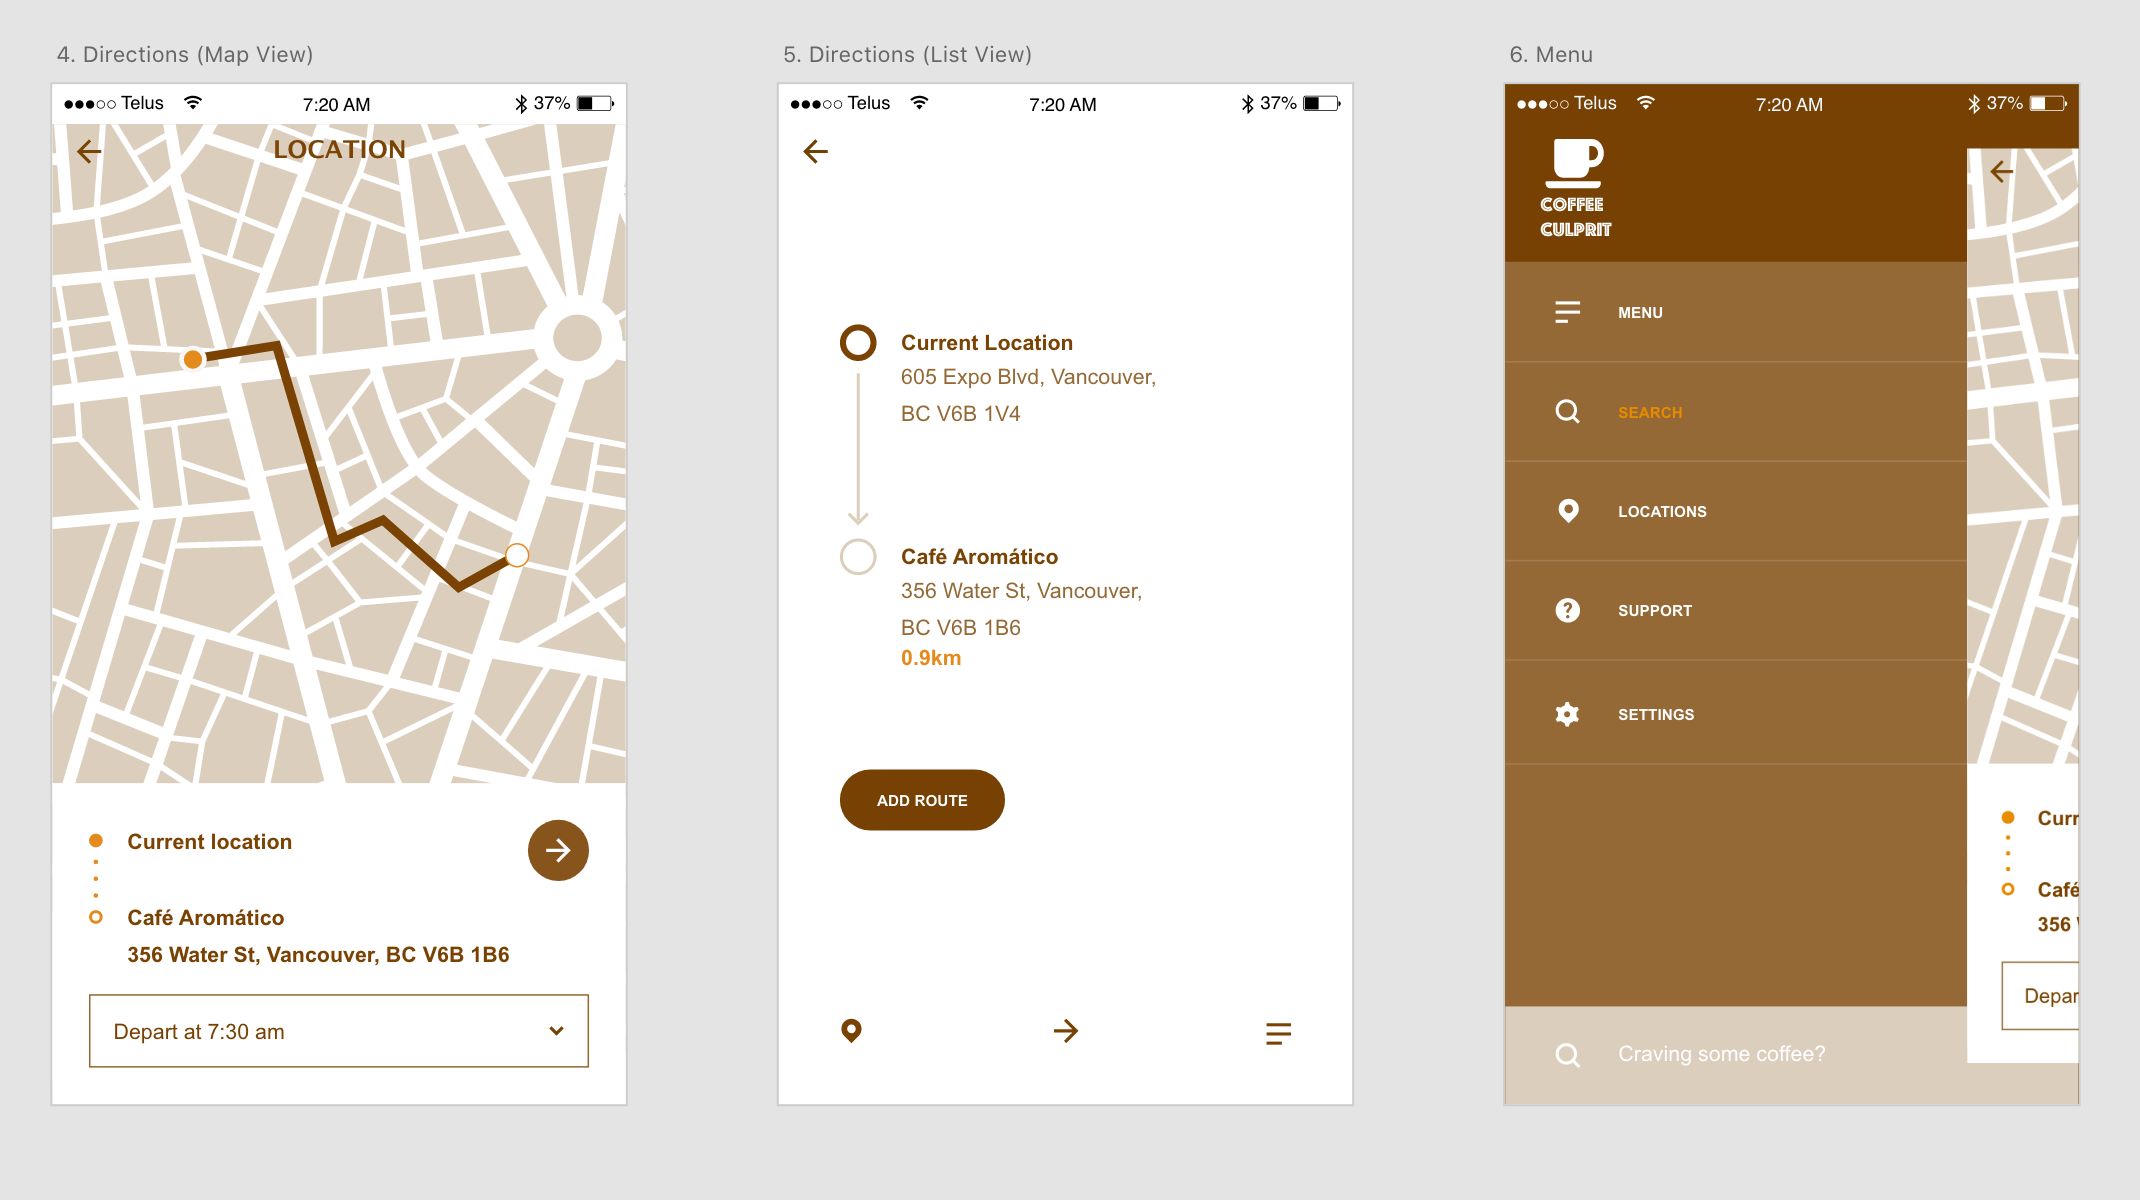 4. Directions (Map View)
Telus
7:20 AM
37%
LOCATION
Current location
Café Aromático
356 Water St, Vancouver, BC V6B 1B6
Depart at 7:30 am
5. Directions (List View)
Telus
7:20 AM
37%
Current Location
605 Expo Blvd, Vancouver,
BC V6B 1V4
Café Aromático
356 Water St, Vancouver,
BC V6B 1B6
0.9km
ADD ROUTE
6. Menu
Telus
7:20 AM
37%
COFFEE
CULPRIT
MENU
SEARCH
LOCATIONS
SUPPORT
SETTINGS
Craving some coffee?
Curr
Café
356
Depar